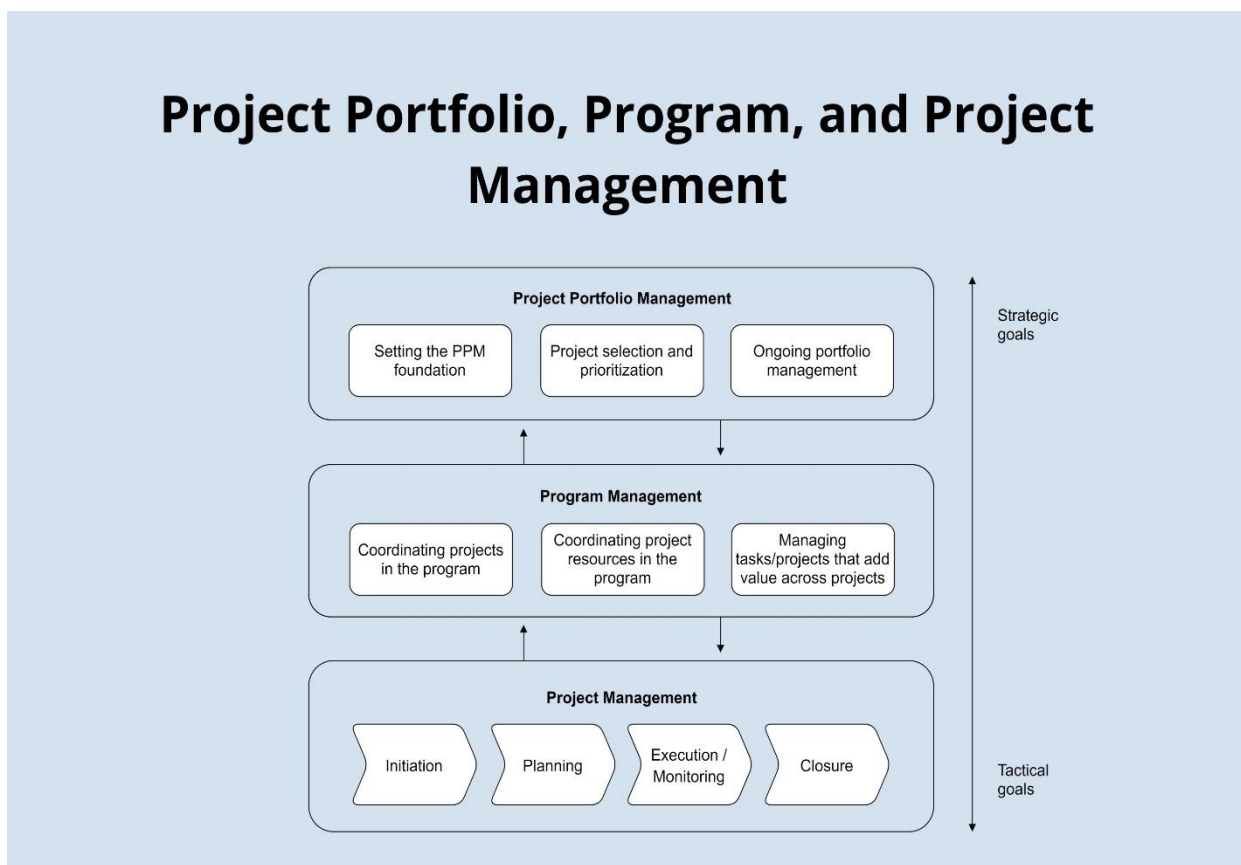 Project Portfolio, Program, and Project
Management
Project Portfolio Management
Setting the PPM
foundation
Project selection and
prioritization
Ongoing portfolio
management
Strategic
goals
Program Management
Coordinating projects
in the program
Coordinating project
resources in the
program
Managing
tasks/projects that add
value across projects
Project Management
Initiation
Planning
Execution /
Monitoring
Closure
Tactical
goals